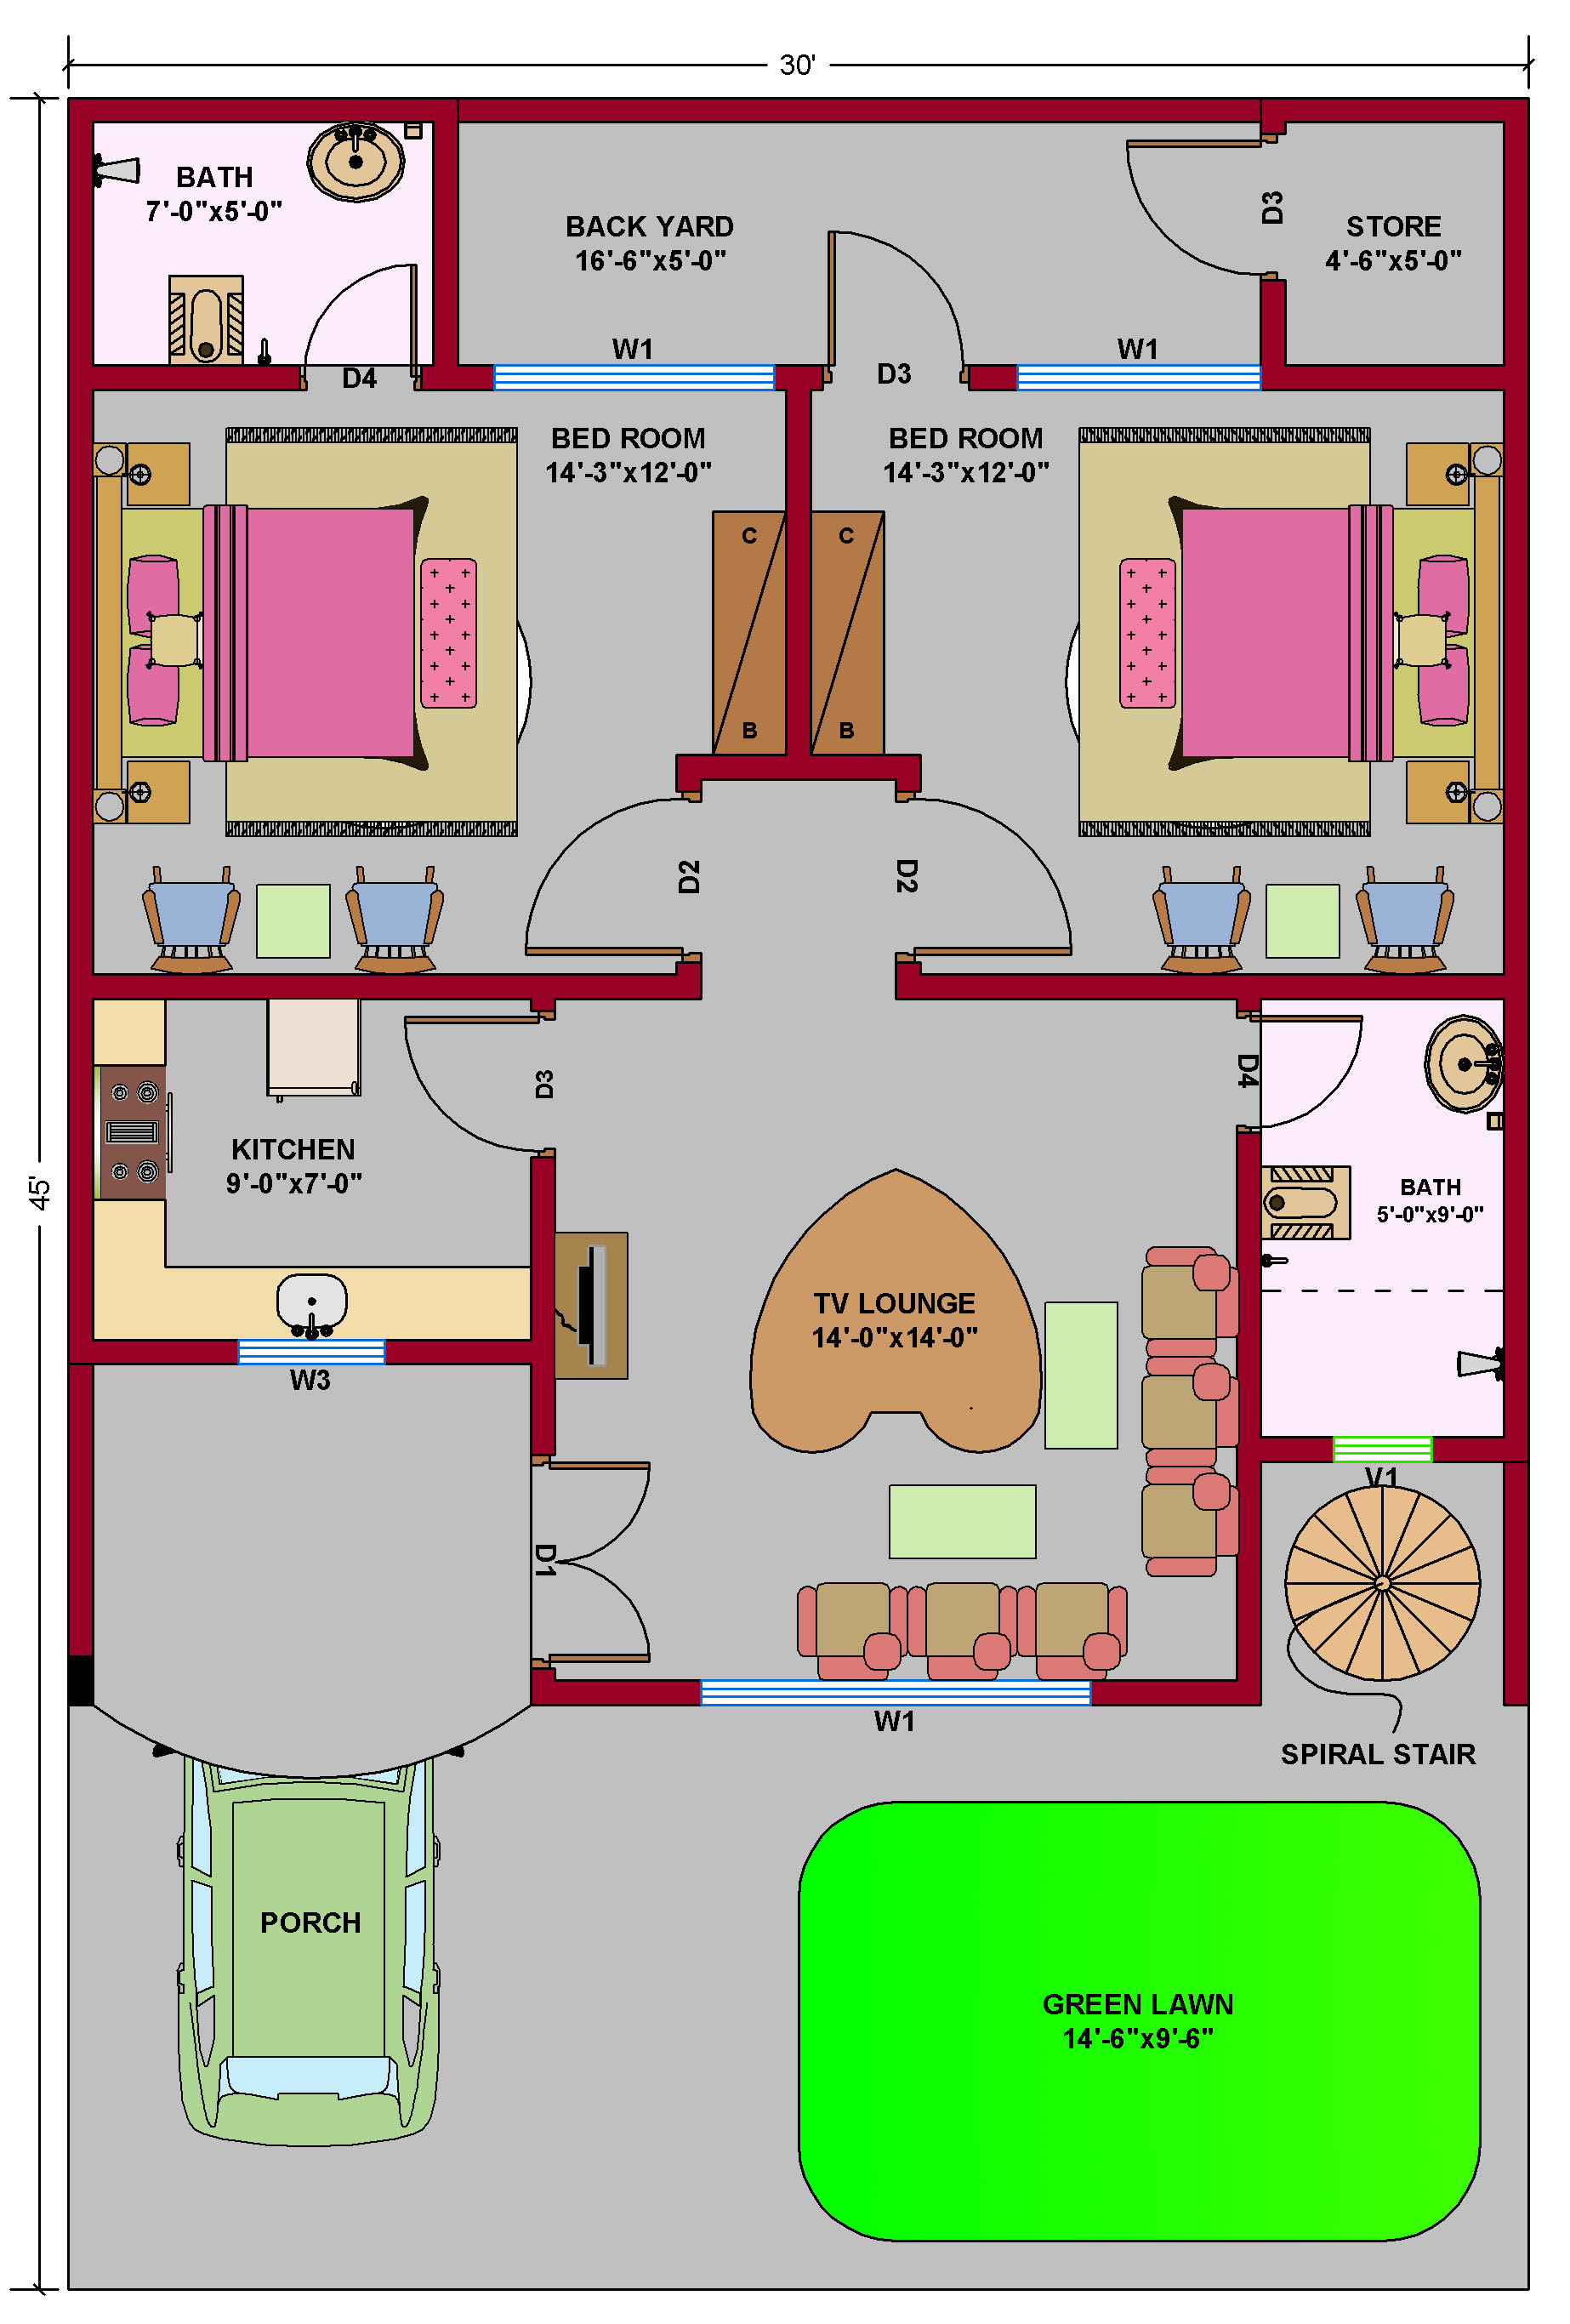 30'
BATH
7'-0"x5'-0"
BACK YARD
16'-6"x5'-0"
D3
STORE
4'-6"x5'-0"
W1
W1
D4
D3
BED ROOM
14'-3"x12'-0"
BED ROOM
14'-3"x12'-0"
C
C
B
B
D2
D2
D3
D4
KITCHEN
9'-0"x7'-0"
45'
BATH
5'-0"x9'-0"
TV LOUNGE
14'-0"x14'-0"
W3
V1
D1
W1
SPIRAL STAIR
PORCH
GREEN LAWN
14'-6"x9'-6"